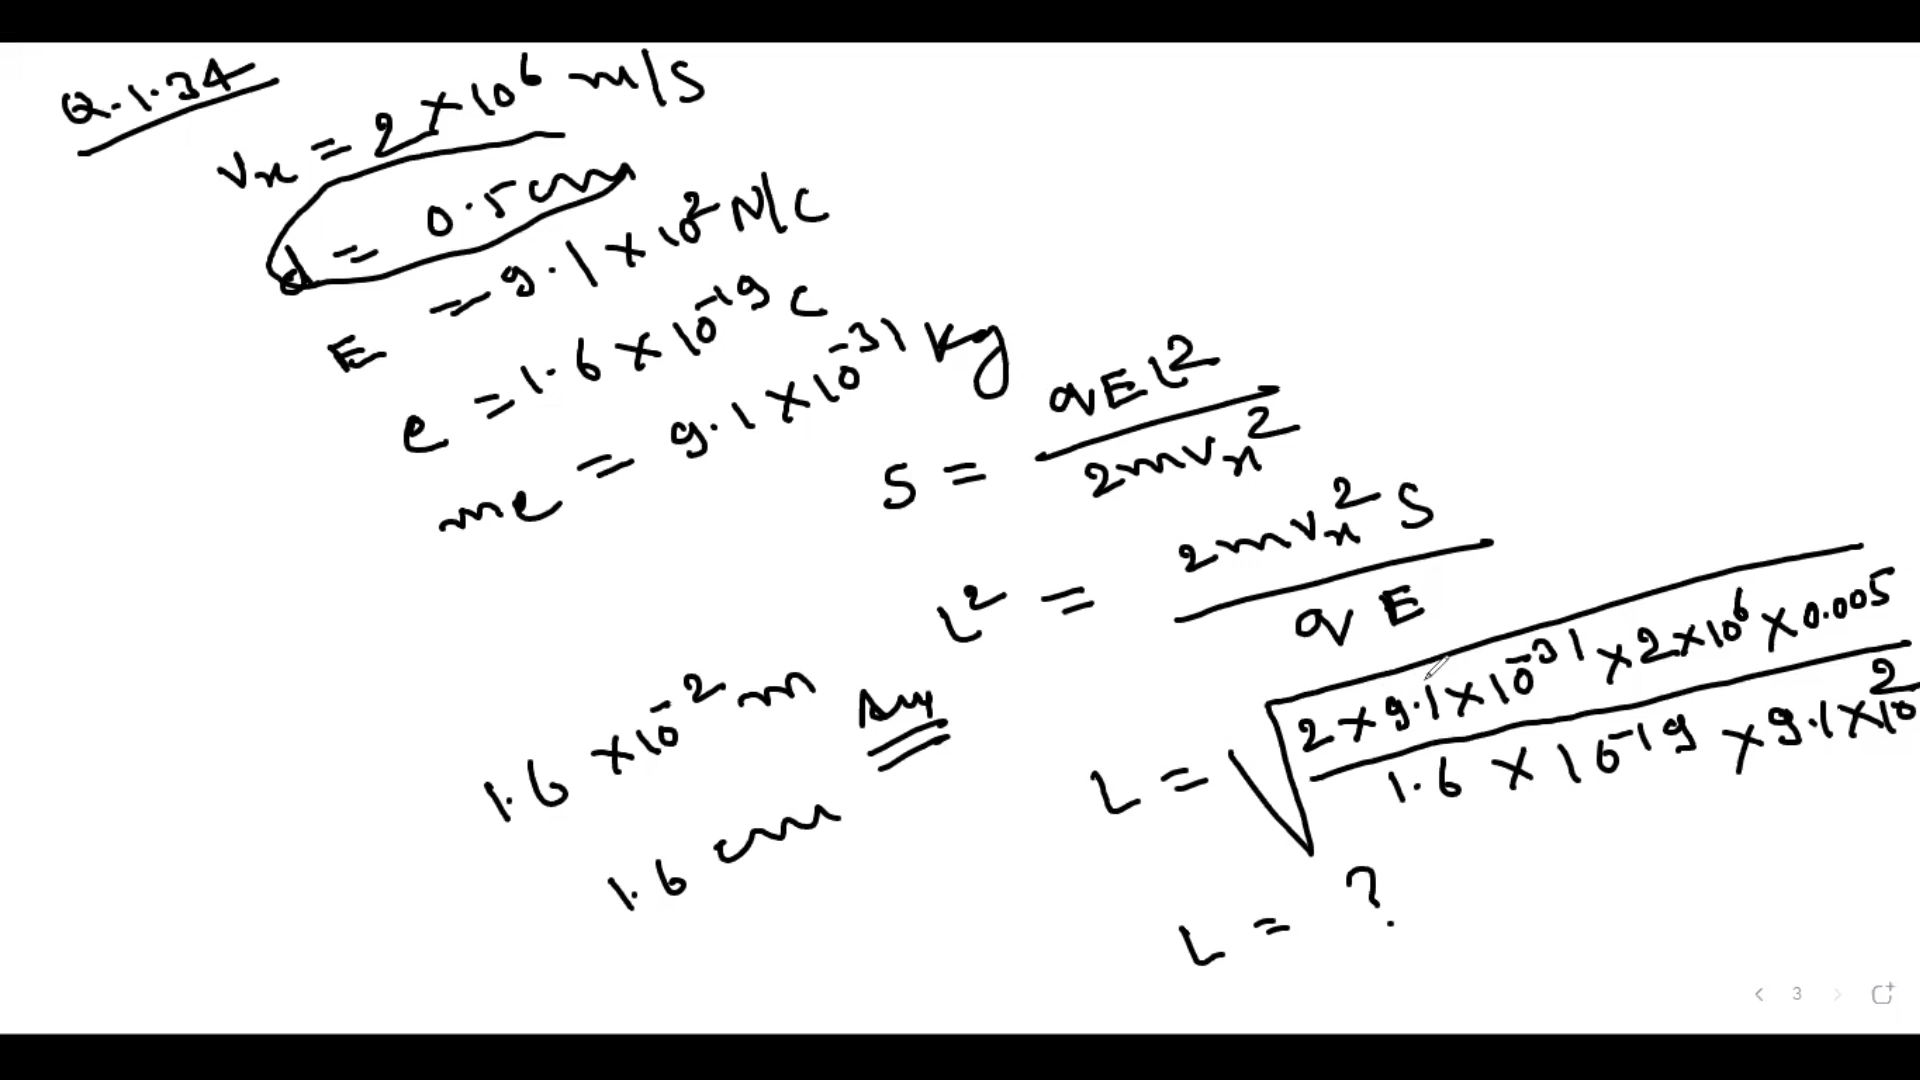 Q.1.34
Vx = 2 × 10⁶ m/s
d = 0.5 cm
E = 9.1 × 10² N/C
e = 1.6 × 10⁻¹⁹ C
me = 9.1 × 10⁻³¹ kg
S = qEL² / 2mVx²
L² = 2mVx² S / qE
L = √(2 × 9.1 × 10⁻³¹ × 2 × 10⁶ × 0.005 / 1.6 × 10⁻¹⁹ × 9.1 × 10²)
L = ?
1.6 × 10⁻² m Ans
1.6 cm
3